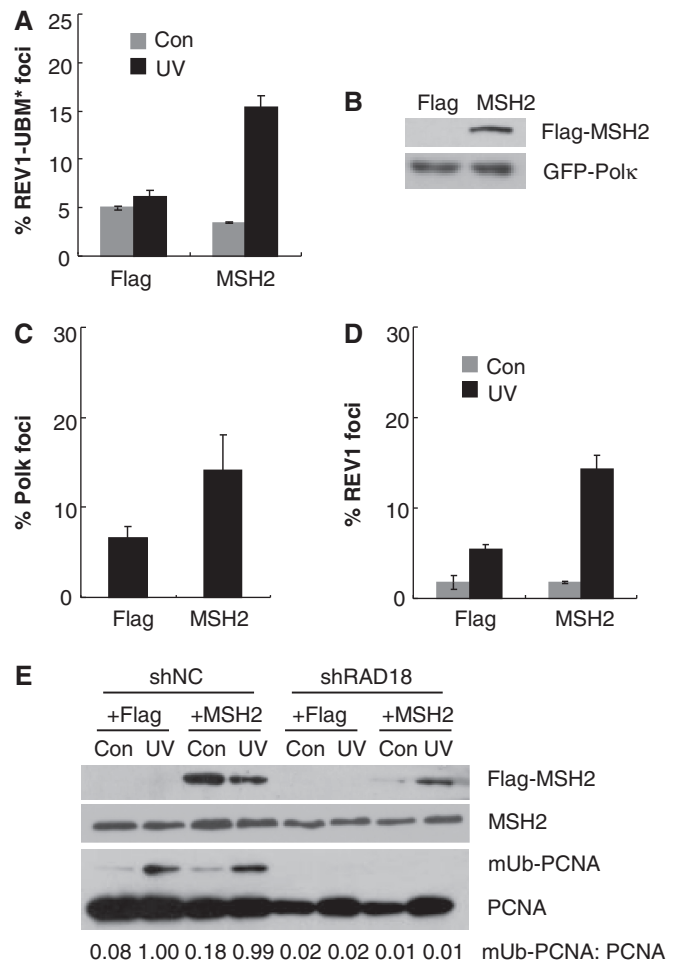 A
% REV1-UBM* foci
25
20
15
10
5
0
Con
UV
Flag MSH2
B
Flag MSH2
Flag-MSH2
GFP-Polκ
C
% Polk foci
30
20
10
0
Flag MSH2
D
% REV1 foci
30
20
10
0
Con
UV
Flag MSH2
E
shNC shRAD18
+Flag +MSH2 +Flag +MSH2
Con UV Con UV Con UV Con UV
Flag-MSH2
MSH2
mUb-PCNA
PCNA
0.08 1.00 0.18 0.99 0.02 0.02 0.01 0.01 mUb-PCNA: PCNA